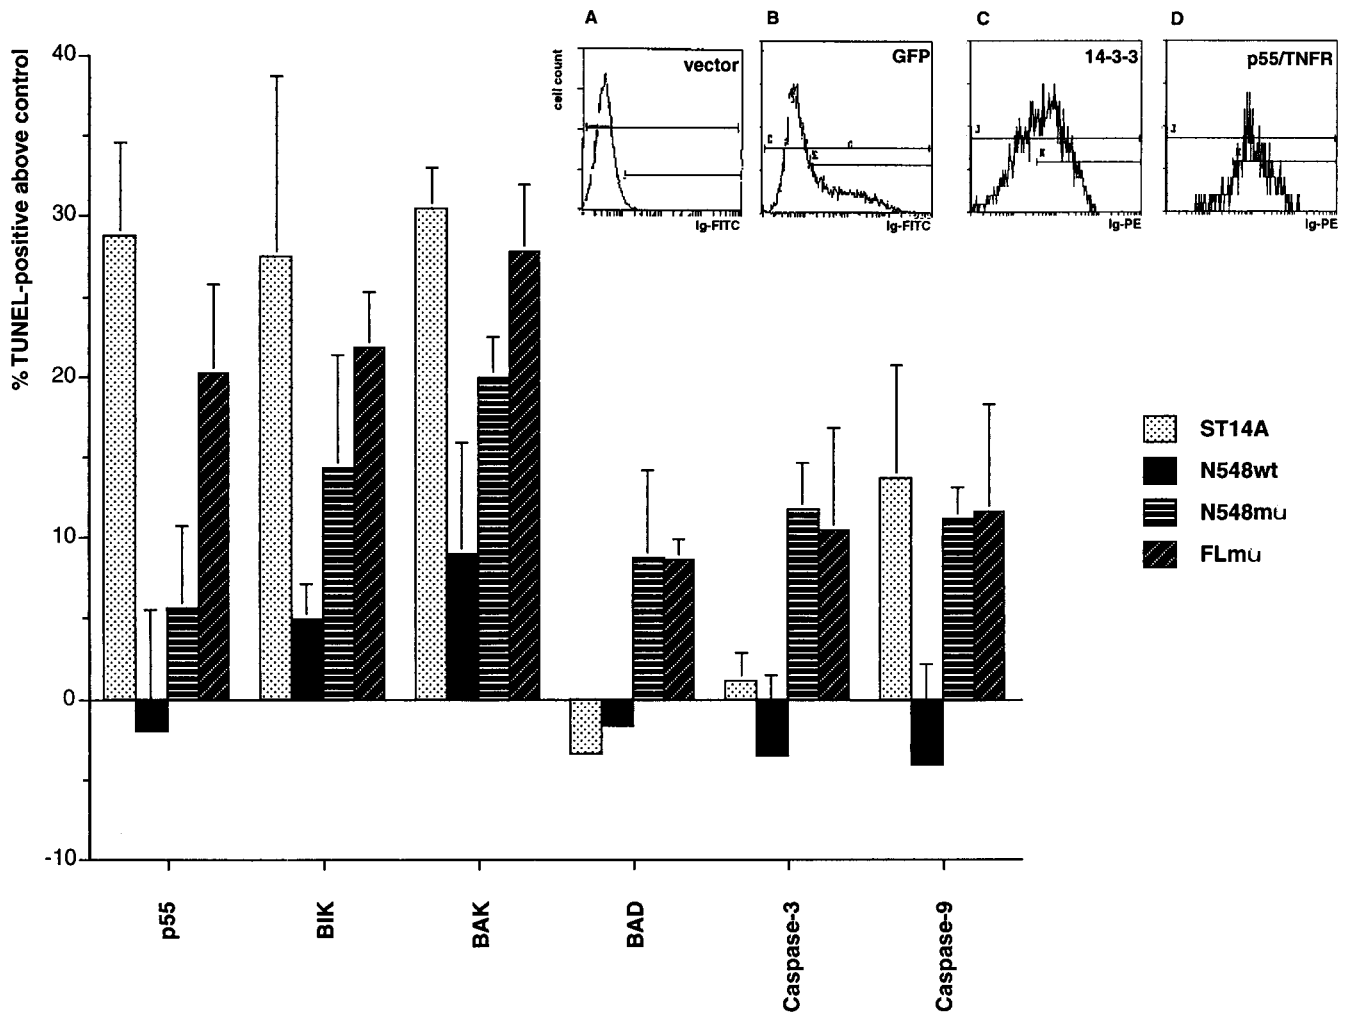 A
B
C
D
vector
GFP
14-3-3
p55/TNFR
cell count
Ig-FITC
Ig-FITC
Ig-PE
Ig-PE
% TUNEL-positive above control
40
30
20
10
0
-10
ST14A
N548wt
N548mu
FLmu
p55
BIK
BAK
BAD
Caspase-3
Caspase-9